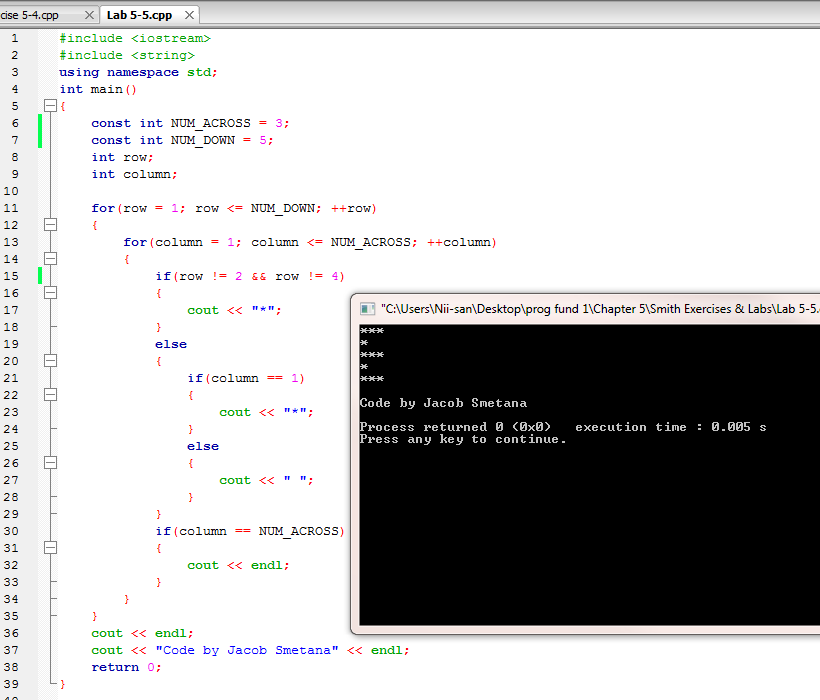 cise 5-4.cpp Lab 5-5.cpp
1 #include <iostream>
2 #include <string>
3 using namespace std;
4 int main()
5 {
6 const int NUM_ACROSS = 3;
7 const int NUM_DOWN = 5;
8 int row;
9 int column;
10
11 for(row = 1; row <= NUM_DOWN; ++row)
12 {
13 for(column = 1; column <= NUM_ACROSS; ++column)
14 {
15 if(row != 2 && row != 4)
16 {
17 cout << "*";
18 }
19 else
20 {
21 if(column == 1)
22 {
23 cout << "*";
24 }
25 else
26 {
27 cout << " ";
28 }
29 }
30 if(column == NUM_ACROSS)
31 {
32 cout << endl;
33 }
34 }
35 }
36 cout << endl;
37 cout << "Code by Jacob Smetana" << endl;
38 return 0;
39 }
"C:\Users\Nii-san\Desktop\prog fund 1\Chapter 5\Smith Exercises & Labs\Lab 5-5.
***
*
***
*
***
Code by Jacob Smetana
Process returned 0 (0x0) execution time : 0.005 s
Press any key to continue.